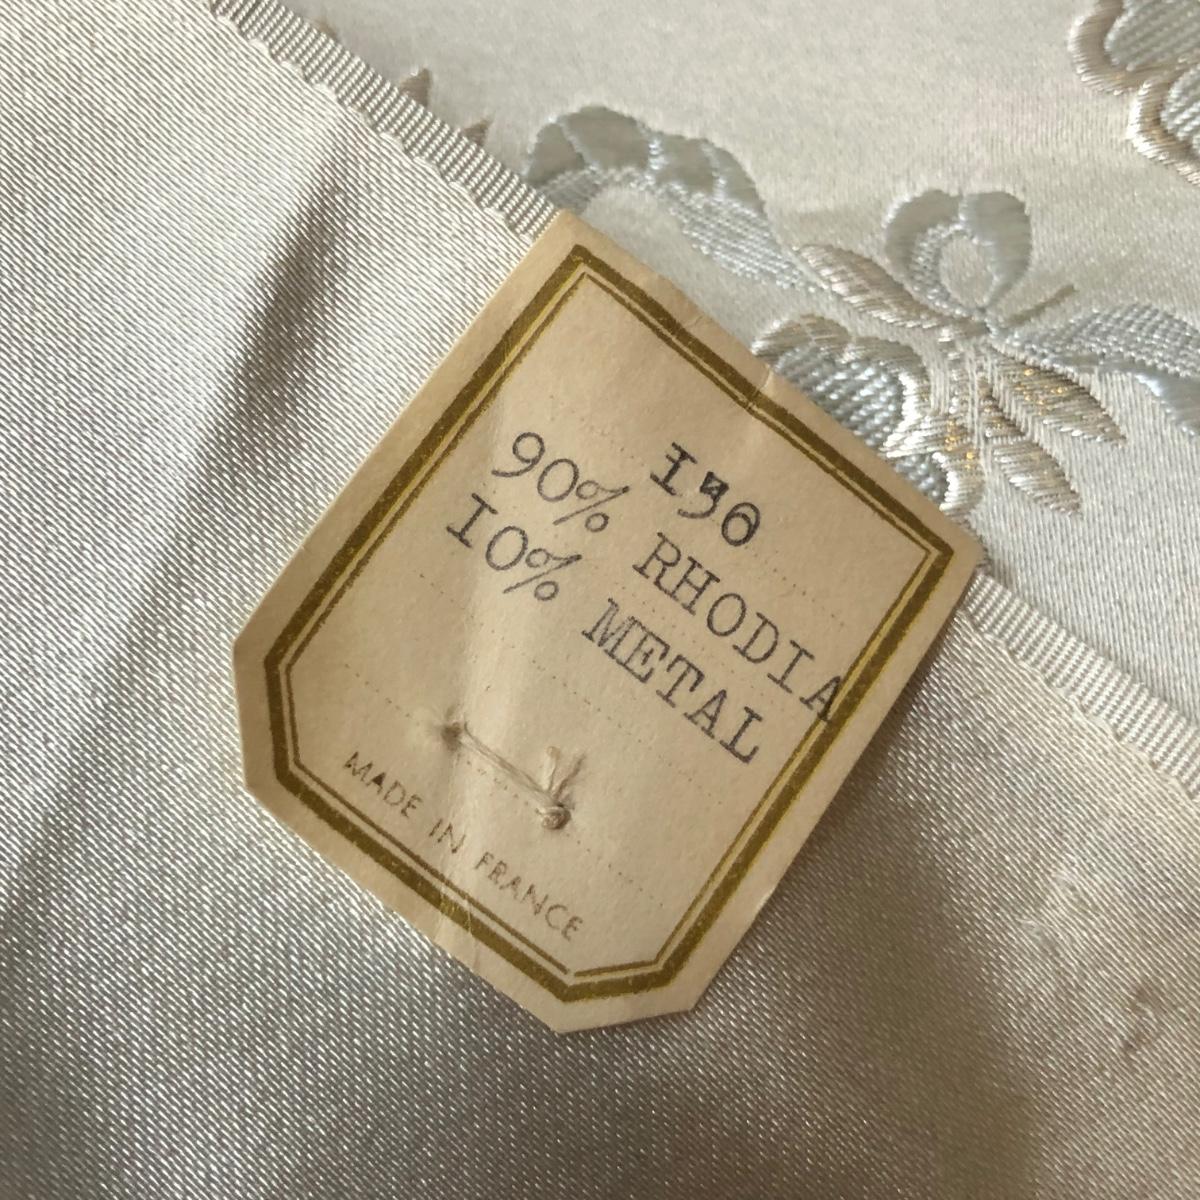 150
90% RHODIA
10% METAL
MADE IN FRANCE